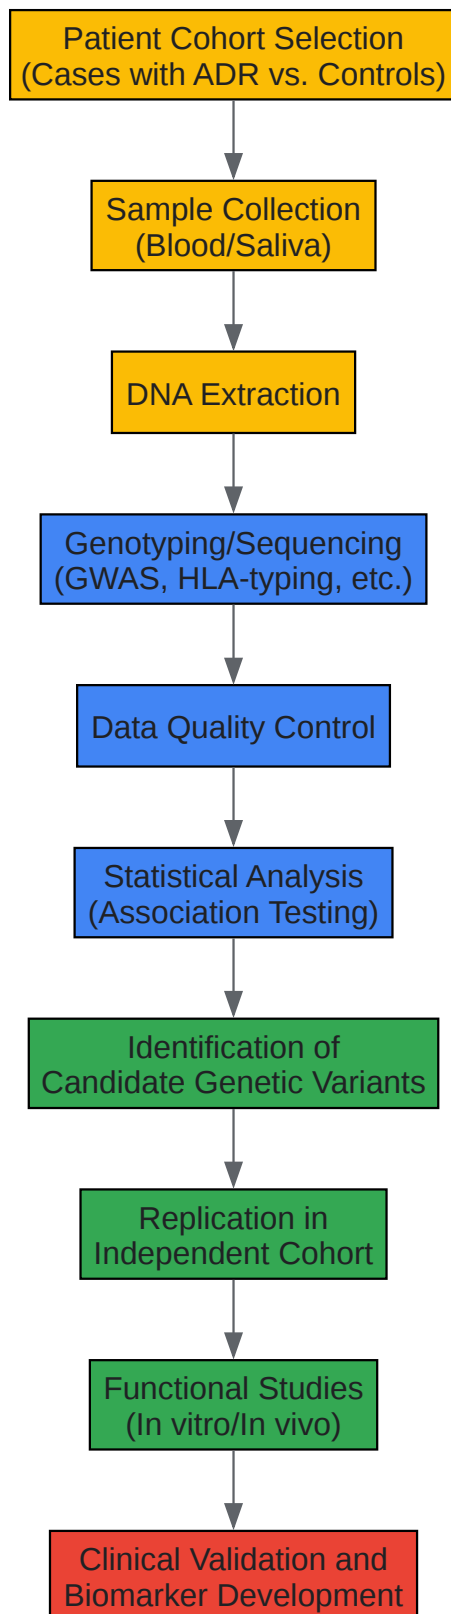 Patient Cohort Selection
(Cases with ADR vs. Controls)
Sample Collection
(Blood/Saliva)
DNA Extraction
Genotyping/Sequencing
(GWAS, HLA-typing, etc.)
Data Quality Control
Statistical Analysis
(Association Testing)
Identification of
Candidate Genetic Variants
Replication in
Independent Cohort
Functional Studies
(In vitro/In vivo)
Clinical Validation and
Biomarker Development